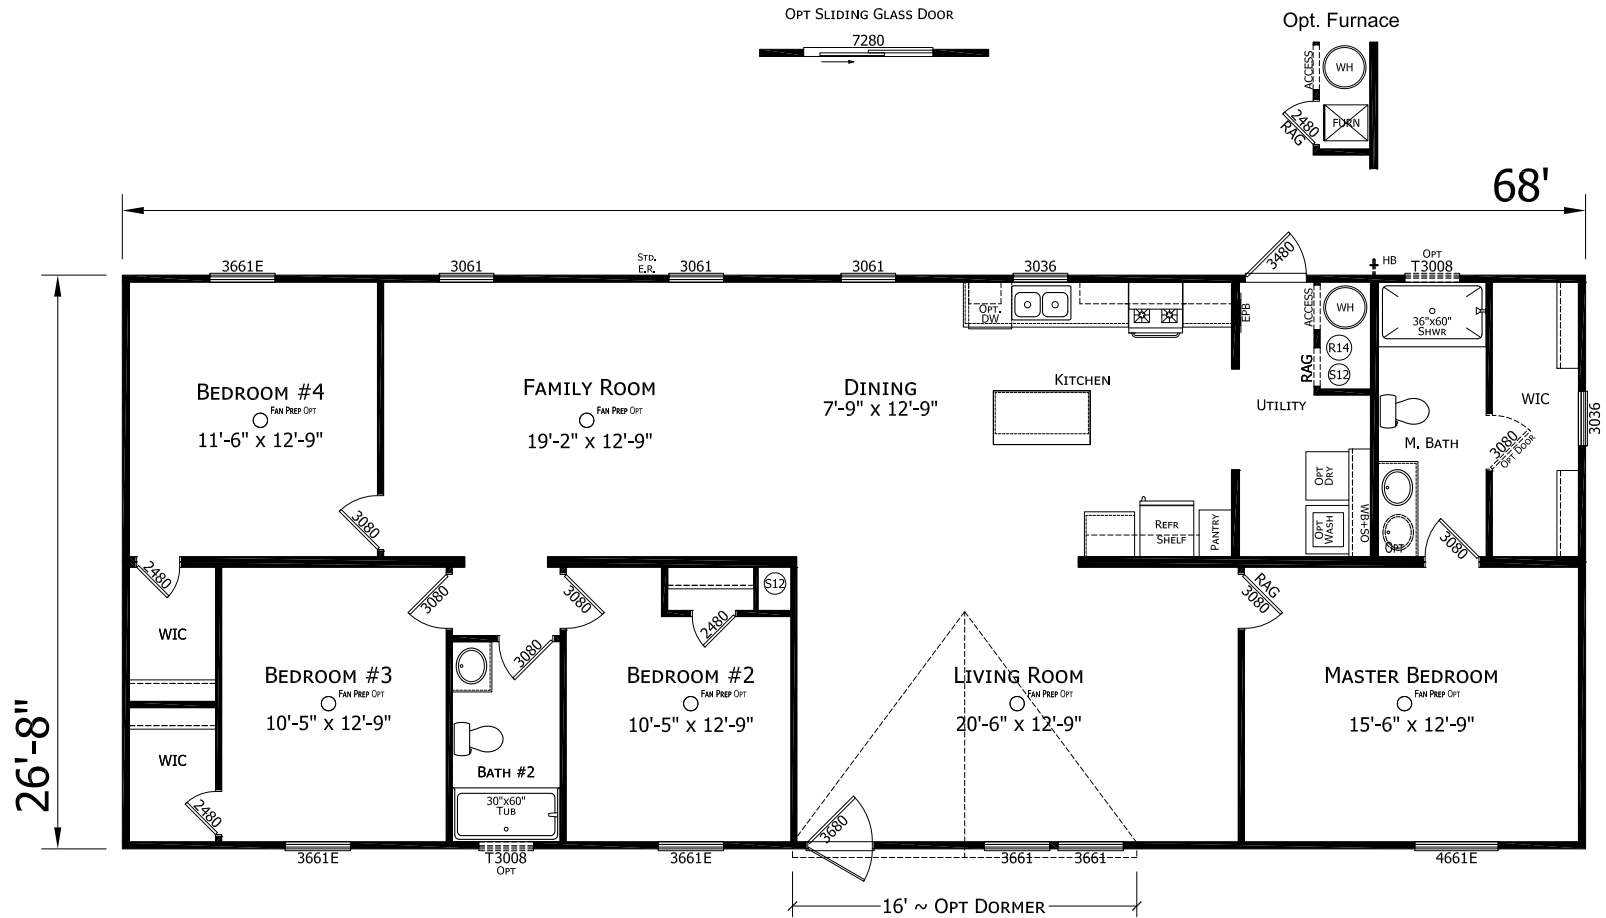 OPT SLIDING GLASS DOOR
7280
Opt. Furnace
ACCESS
WH
2480
RAG
FURN
68'
26'-8"
3661E
3061
STD.
E.R.
3061
3061
3036
3480
HB
OPT
T3008
OPT.
DW
EPB
ACCESS
WH
R14
S12
RAG
36"x60"
SHWR
BEDROOM #4
FAN PREP OPT
11'-6" x 12'-9"
FAMILY ROOM
FAN PREP OPT
19'-2" x 12'-9"
DINING
7'-9" x 12'-9"
KITCHEN
UTILITY
M. BATH
WIC
3036
3080
OPT DOOR
3080
REFR
SHELF
PANTRY
OPT
DRY
OPT
WASH
WB+SO
OPT
3080
2480
WIC
3080
3080
3080
2480
S12
RAG
3080
BEDROOM #3
FAN PREP OPT
10'-5" x 12'-9"
BEDROOM #2
FAN PREP OPT
10'-5" x 12'-9"
LIVING ROOM
FAN PREP OPT
20'-6" x 12'-9"
MASTER BEDROOM
FAN PREP OPT
15'-6" x 12'-9"
WIC
2480
BATH #2
30"x60"
TUB
3680
3661E
T3008
OPT
3661E
3661
3661
4661E
16' ~ OPT DORMER